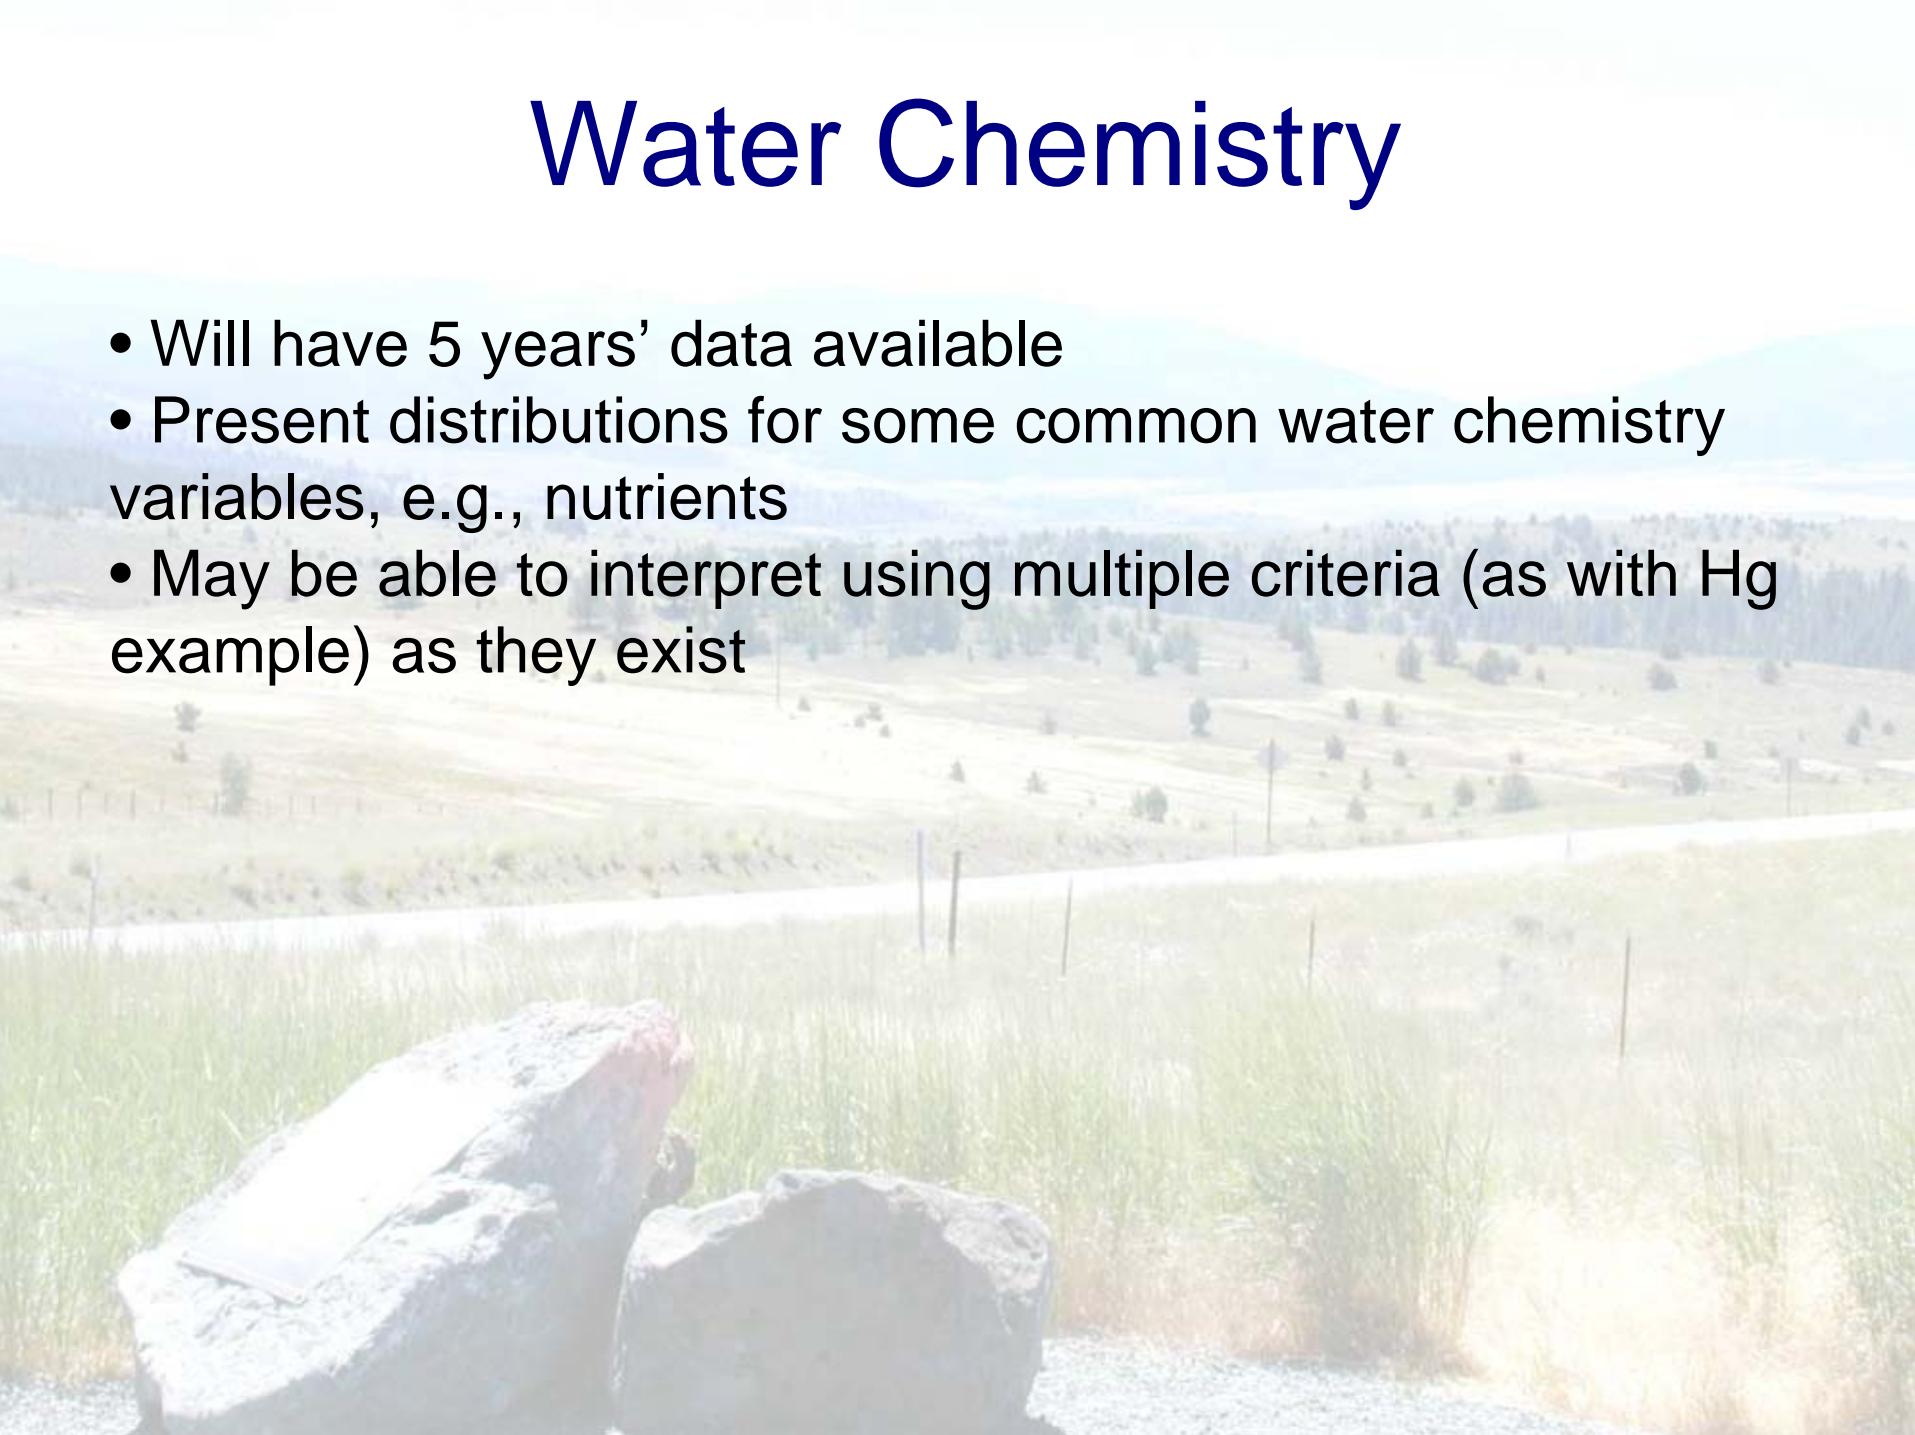 Water Chemistry
• Will have 5 years’ data available
• Present distributions for some common water chemistry
variables, e.g., nutrients
• May be able to interpret using multiple criteria (as with Hg
example) as they exist